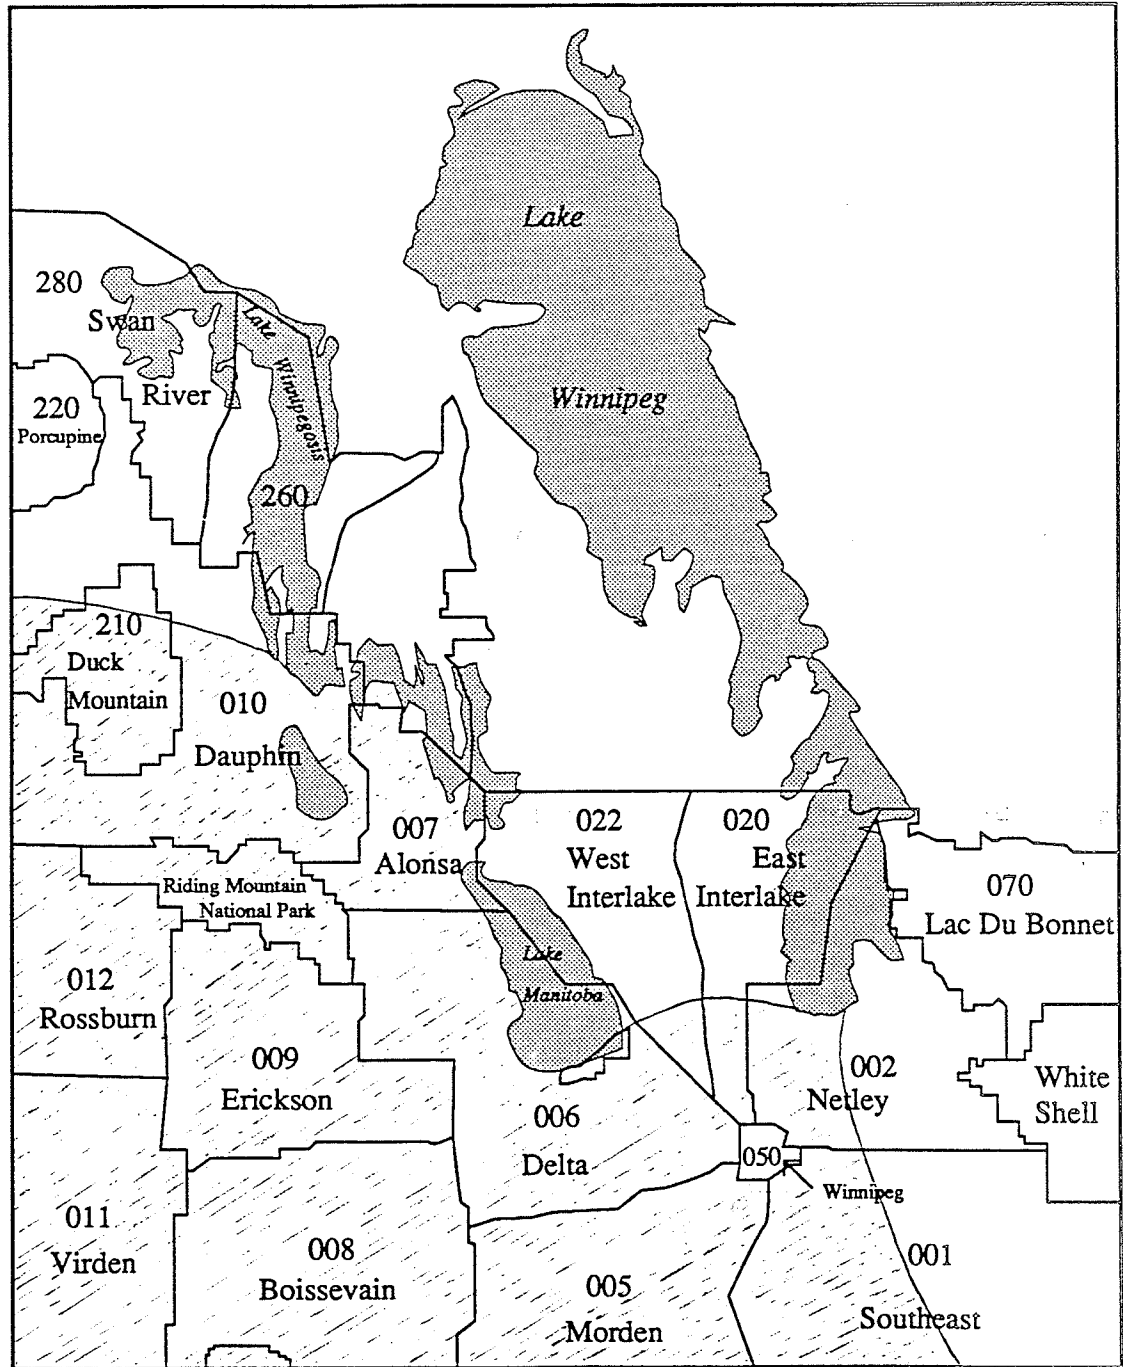 Lake
Winnipeg
280
Swan
River
Lake
Winnipegosis
220
Porcupine
260
210
Duck
Mountain
010
Dauphin
007
Alonsa
022
West
Interlake
020
East
Interlake
070
Lac Du Bonnet
Riding Mountain
National Park
Lake
Manitoba
012
Rossburn
009
Erickson
006
Delta
002
Netley
White
Shell
050
Winnipeg
011
Virden
008
Boissevain
005
Morden
001
Southeast